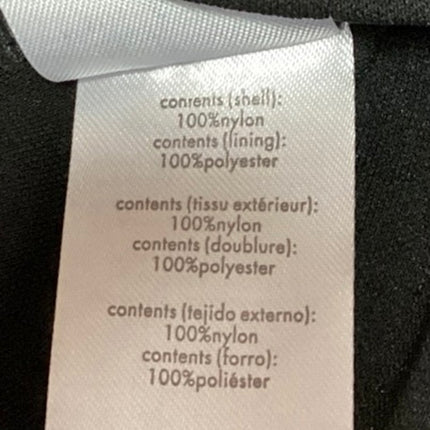 contents (shell):
100%nylon
contents (lining):
100%polyester
contents (tissu extérieur):
100%nylon
contents (doublure):
100%polyester
contents (tejido externo):
100%nylon
contents (forro):
100%poliéster